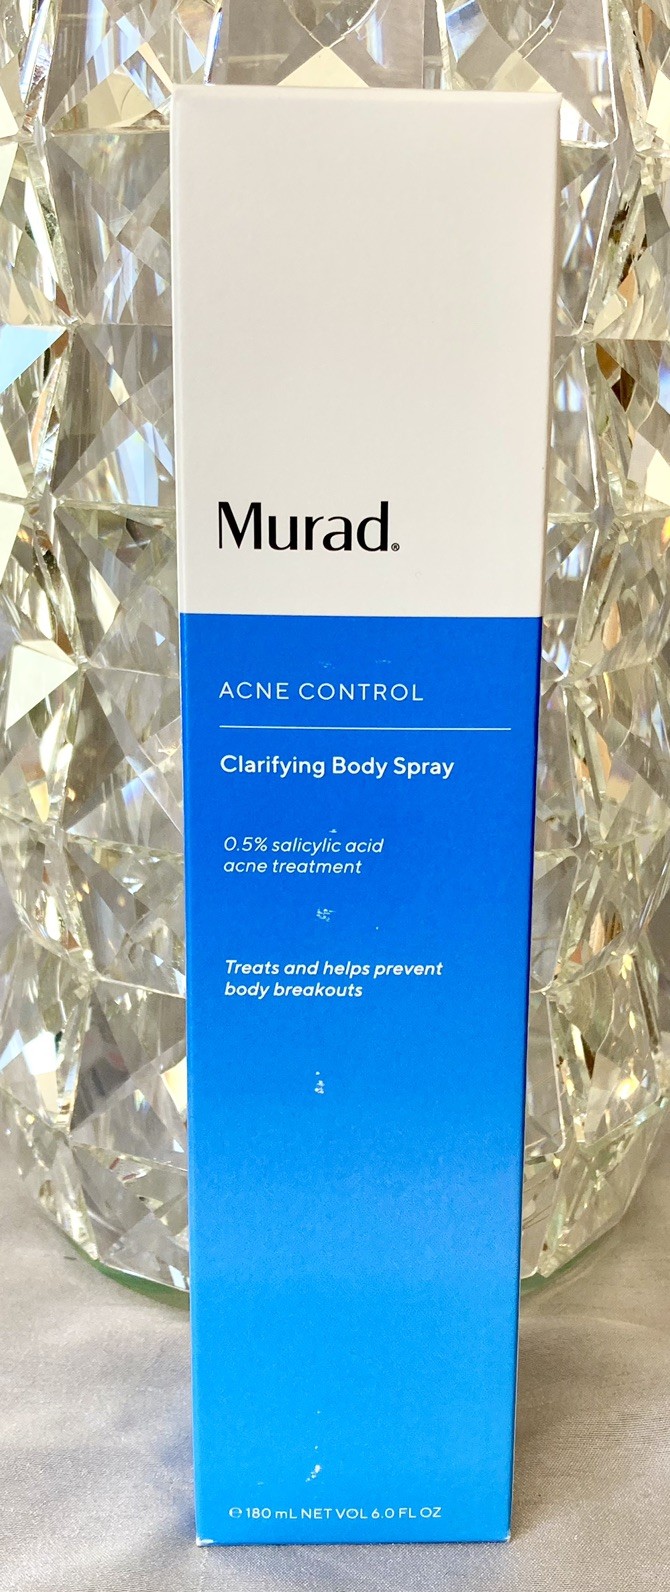 Murad®
ACNE CONTROL
Clarifying Body Spray
0.5% salicylic acid
acne treatment
Treats and helps prevent
body breakouts
℮ 180 mL NET VOL 6.0 FL OZ